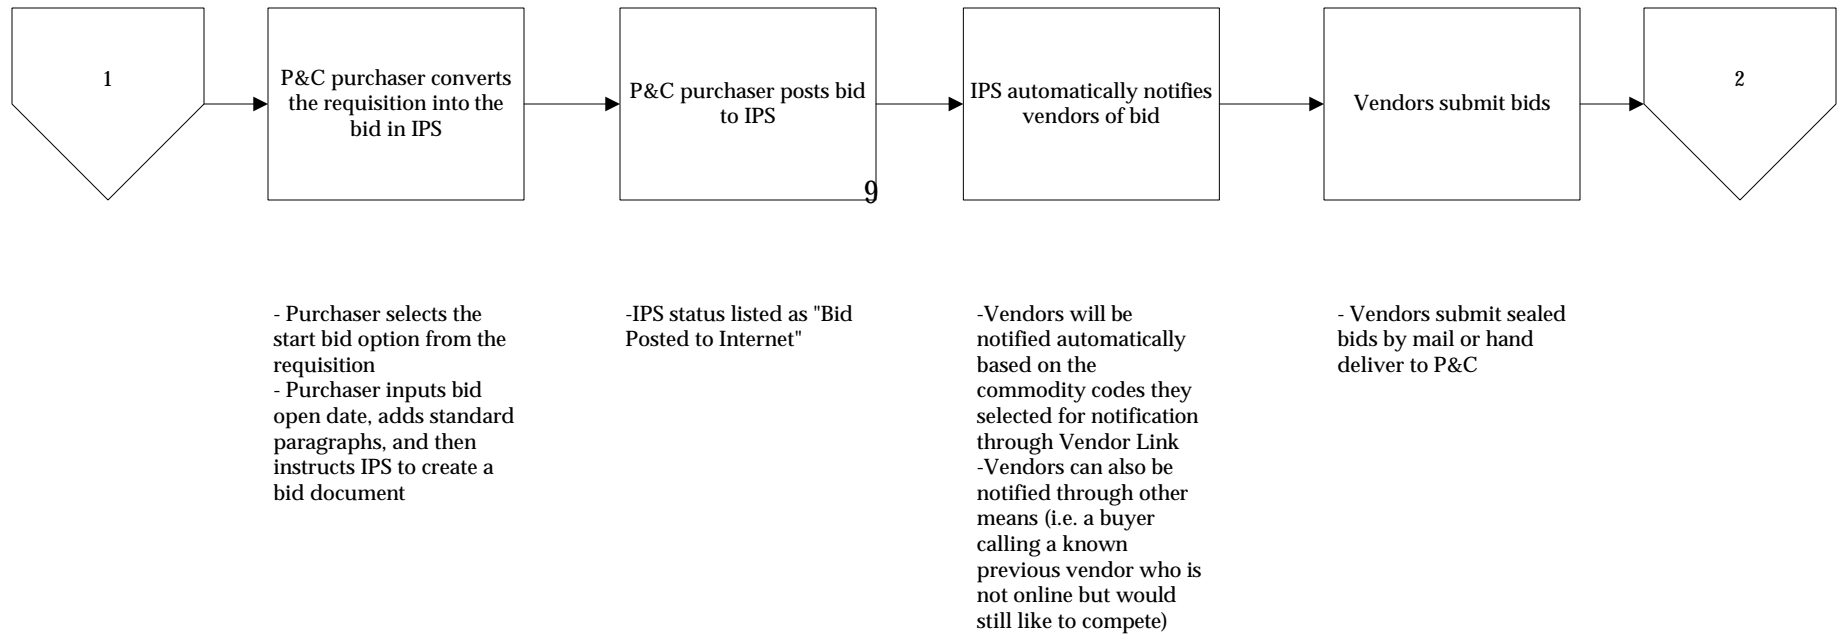 1
P&C purchaser converts
the requisition into the
bid in IPS
P&C purchaser posts bid
to IPS
9
IPS automatically notifies
vendors of bid
Vendors submit bids
2
- Purchaser selects the
start bid option from the
requisition
- Purchaser inputs bid
open date, adds standard
paragraphs, and then
instructs IPS to create a
bid document
-IPS status listed as "Bid
Posted to Internet"
-Vendors will be
notified automatically
based on the
commodity codes they
selected for notification
through Vendor Link
-Vendors can also be
notified through other
means (i.e. a buyer
calling a known
previous vendor who is
not online but would
still like to compete)
- Vendors submit sealed
bids by mail or hand
deliver to P&C